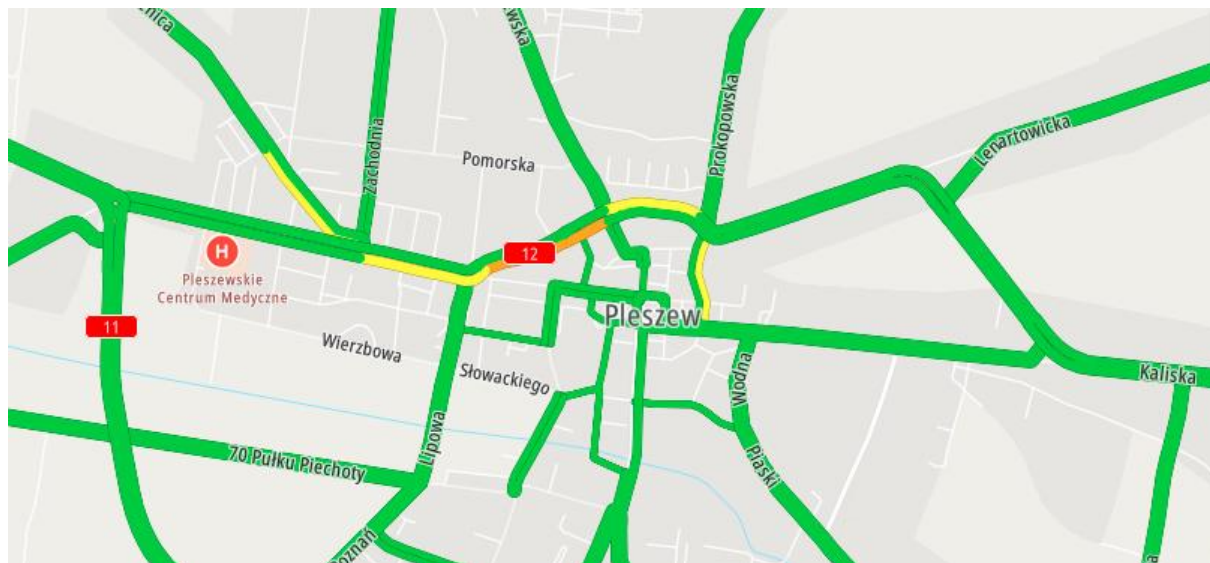 nica
wska
Zachodnia
Pomorska
Prokopowska
Lenartowicka
H
Pleszewskie
Centrum Medyczne
12
11
Pleszew
Wierzbowa
Słowackiego
Lipowa
Wodna
Kaliska
70 Pułku Piechoty
Piaski
oznań
a